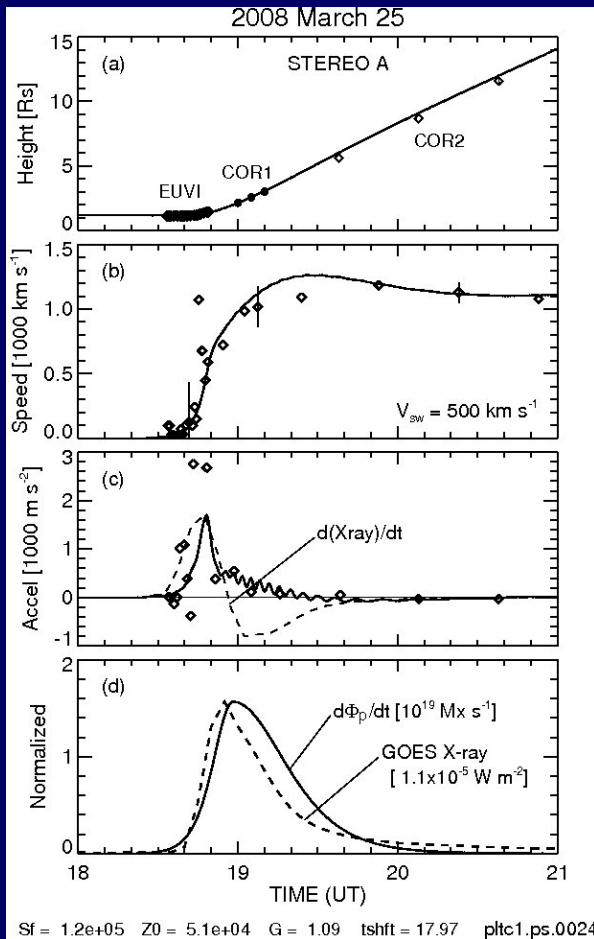 2008 March 25
(a)
STEREO A
15
10
5
0
Height [Rs]
EUVI
COR1
COR2
(b)
1.5
1.0
0.5
0.0
Speed [1000 km s⁻¹]
V_sw = 500 km s⁻¹
(c)
3
2
1
0
-1
Accel [1000 m s⁻²]
d(Xray)/dt
(d)
2
1
0
Normalized
dΦ_p/dt [10¹⁹ Mx s⁻¹]
GOES X-ray
[ 1.1x10⁻⁵ W m⁻²]
18 19 20 21
TIME (UT)
Sf = 1.2e+05 Z0 = 5.1e+04 G = 1.09 tshft = 17.97 pltc1.ps.0024